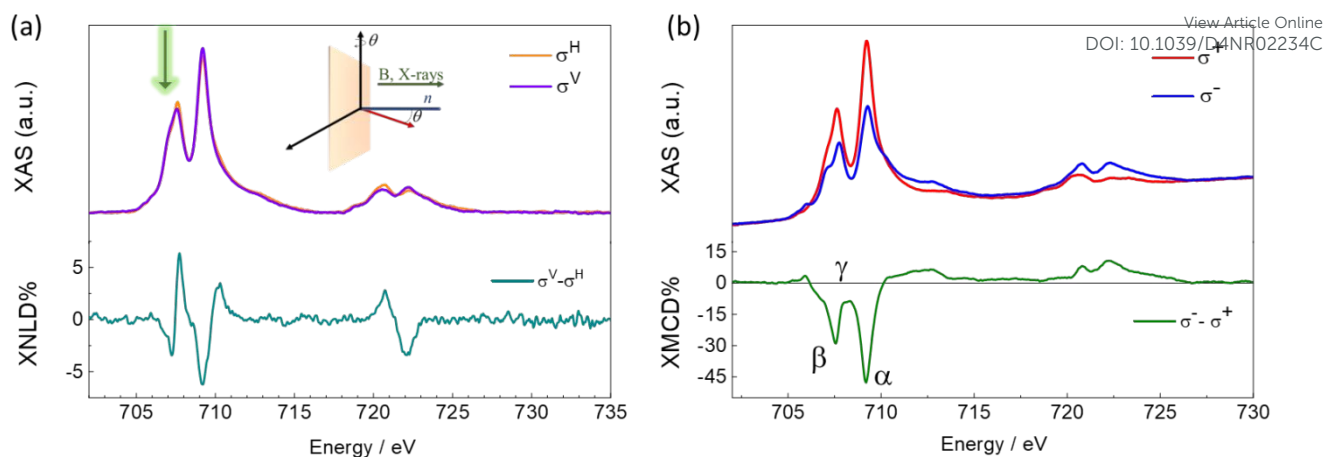 (a)
XAS (a.u.)
θ
B, X-rays
n
θ
σH
σV
XNLD%
5
0
-5
σV-σH
705 710 715 720 725 730 735
Energy / eV
(b)
View Article Online
DOI: 10.1039/D4NR02234C
XAS (a.u.)
σ+
σ-
XMCD%
15
0
-15
-30
-45
γ
β
α
σ- - σ+
705 710 715 720 725 730
Energy / eV